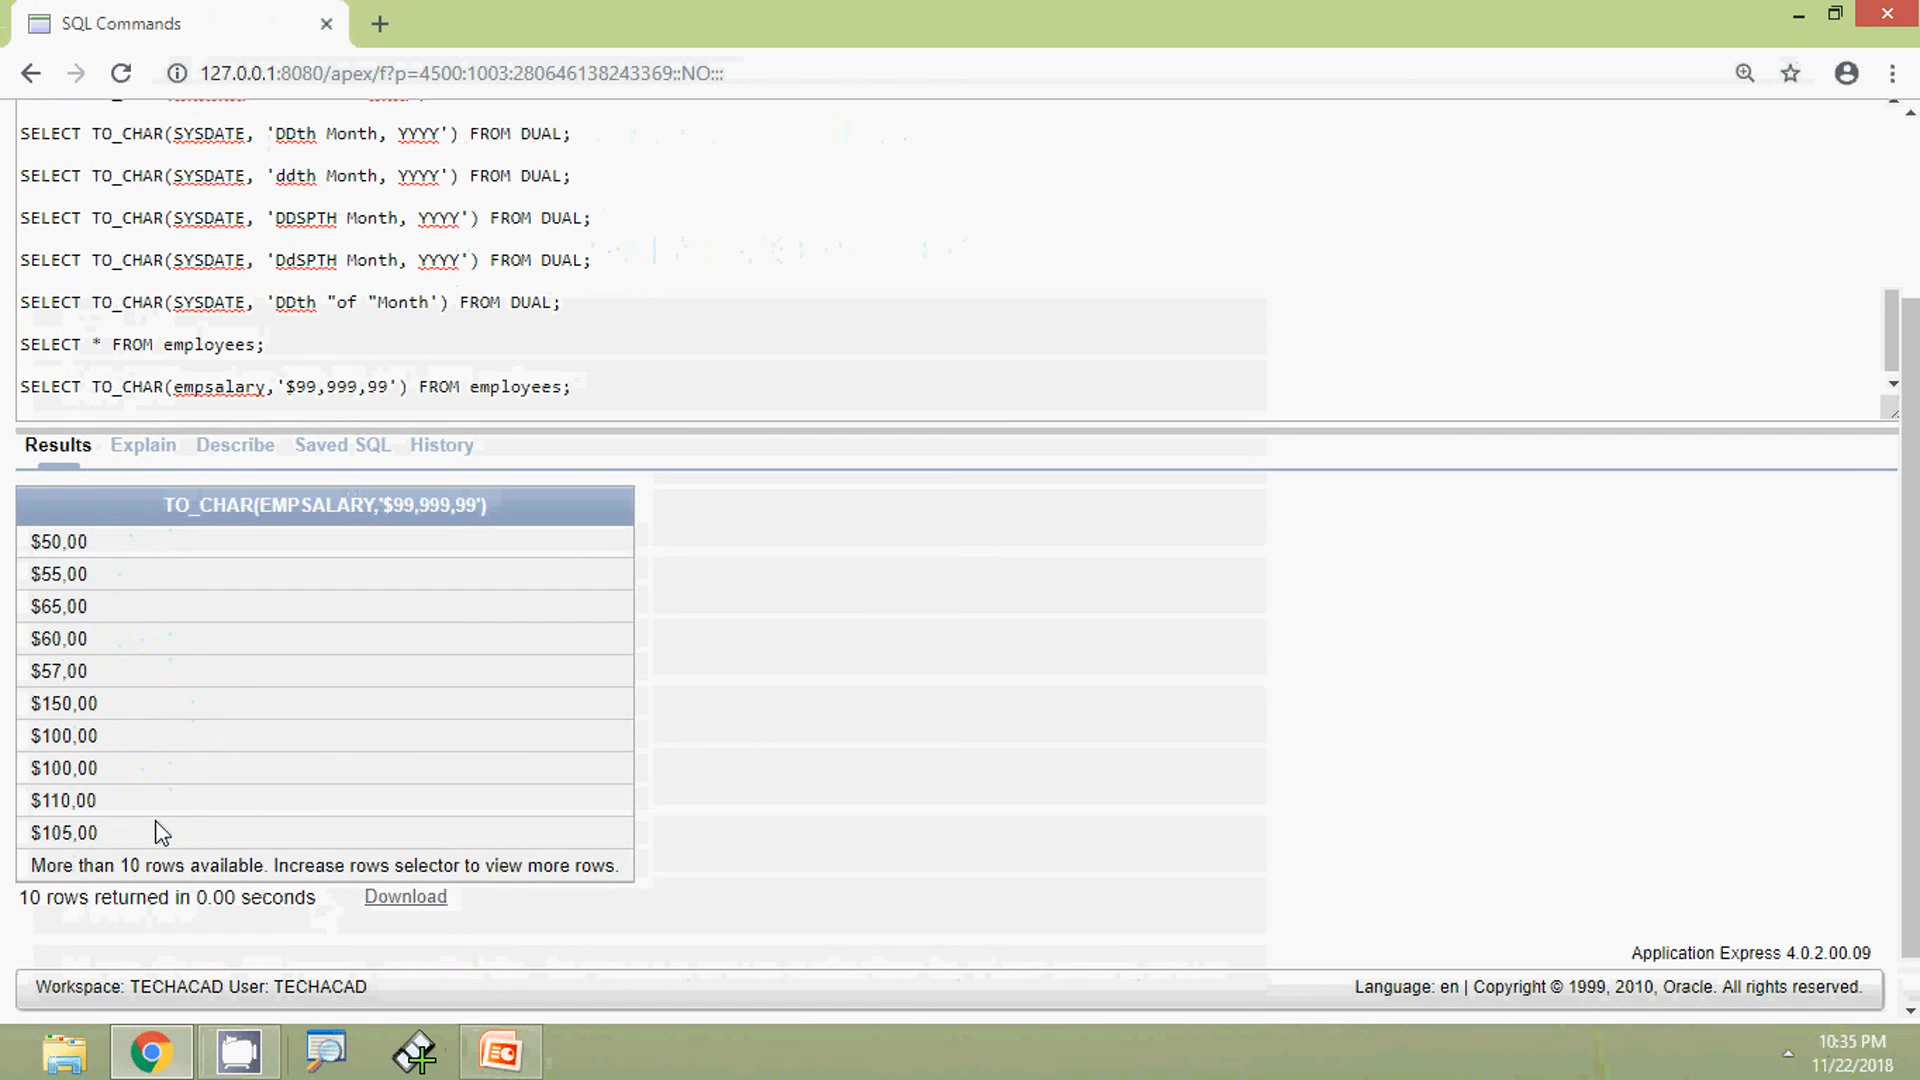 SQL Commands
127.0.0.1:8080/apex/f?p=4500:1003:280646138243369::NO:::
SELECT TO_CHAR(SYSDATE, 'DDth Month, YYYY') FROM DUAL;
SELECT TO_CHAR(SYSDATE, 'ddth Month, YYYY') FROM DUAL;
SELECT TO_CHAR(SYSDATE, 'DDSPTH Month, YYYY') FROM DUAL;
SELECT TO_CHAR(SYSDATE, 'DdSPTH Month, YYYY') FROM DUAL;
SELECT TO_CHAR(SYSDATE, 'DDth "of "Month') FROM DUAL;
SELECT * FROM employees;
SELECT TO_CHAR(empsalary,'$99,999,99') FROM employees;
Results Explain Describe Saved SQL History
TO_CHAR(EMPSALARY,'$99,999,99')
$50,00
$55,00
$65,00
$60,00
$57,00
$150,00
$100,00
$100,00
$110,00
$105,00
More than 10 rows available. Increase rows selector to view more rows.
10 rows returned in 0.00 seconds Download
Application Express 4.0.2.00.09
Workspace: TECHACAD User: TECHACAD
Language: en | Copyright © 1999, 2010, Oracle. All rights reserved.
10:35 PM
11/22/2018